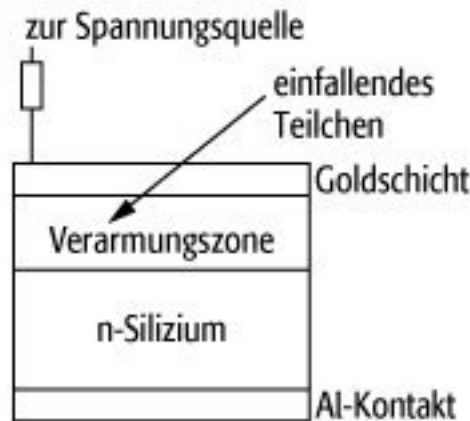 zur Spannungsquelle
einfallendes
Teilchen
Goldschicht
Verarmungszone
n-Silizium
Al-Kontakt